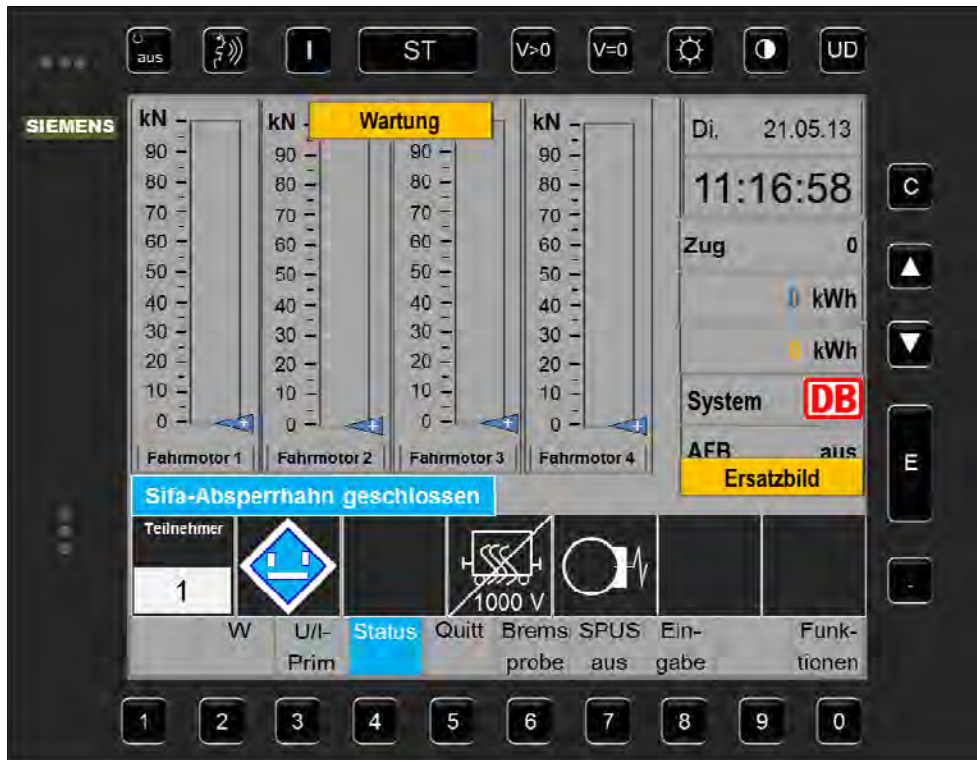 aus
I
ST
V>0
V=0
UD
SIEMENS
Wartung
kN
90
80
70
60
50
40
30
20
10
0
Fahrmotor 1
kN
90
80
70
60
50
40
30
20
10
0
Fahrmotor 2
90
80
70
60
50
40
30
20
10
0
Fahrmotor 3
kN
90
80
70
60
50
40
30
20
10
0
Fahrmotor 4
Di, 21.05.13
11:16:58
Zug 0
0 kWh
0 kWh
System DB
AFB aus
Ersatzbild
C
E
-
Sifa-Absperrhahn geschlossen
Teilnehmer
1
1000 V
W
U/I-
Prim
Status
Quitt
Brems
probe
SPUS
aus
Ein-
gabe
Funk-
tionen
1 2 3 4 5 6 7 8 9 0